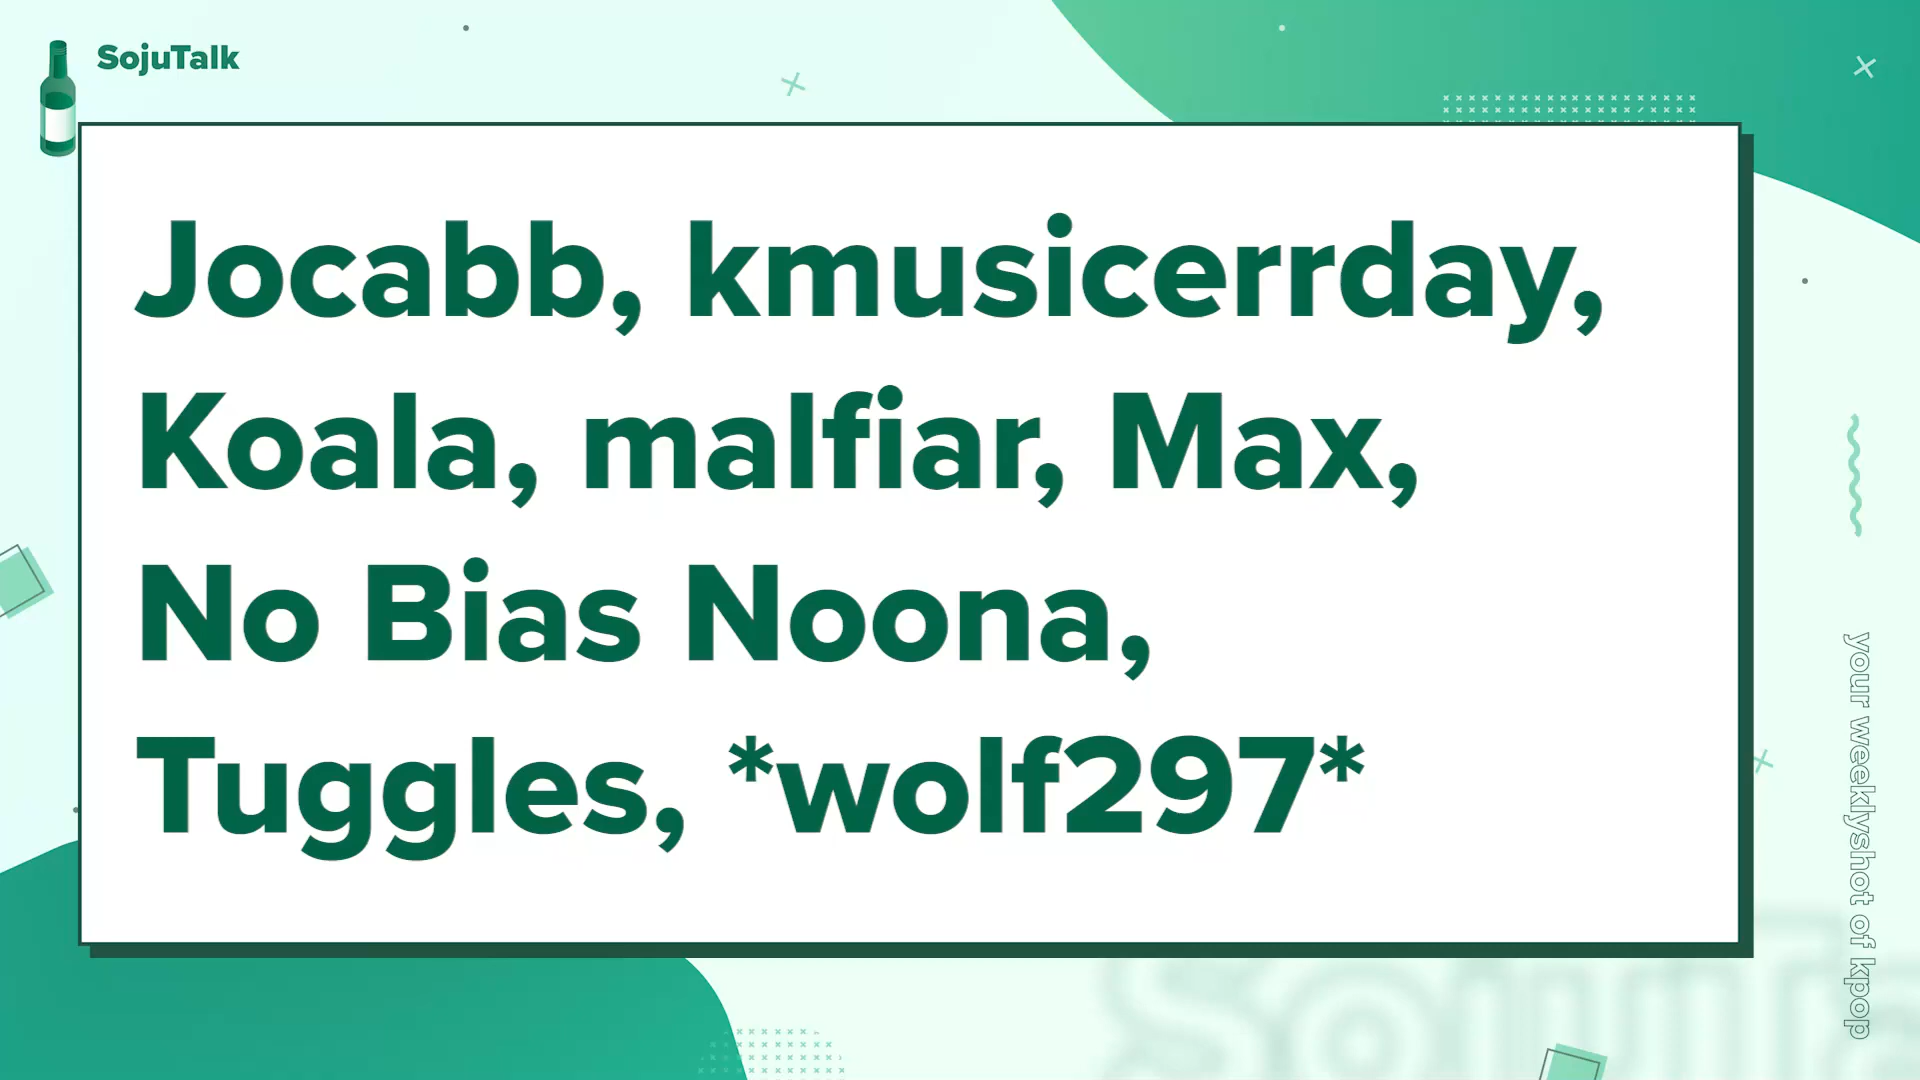 SojuTalk
Jocabb, kmusicerrday,
Koala, malfiar, Max,
No Bias Noona,
Tuggles, *wolf297*
your weeklyshot of kpop